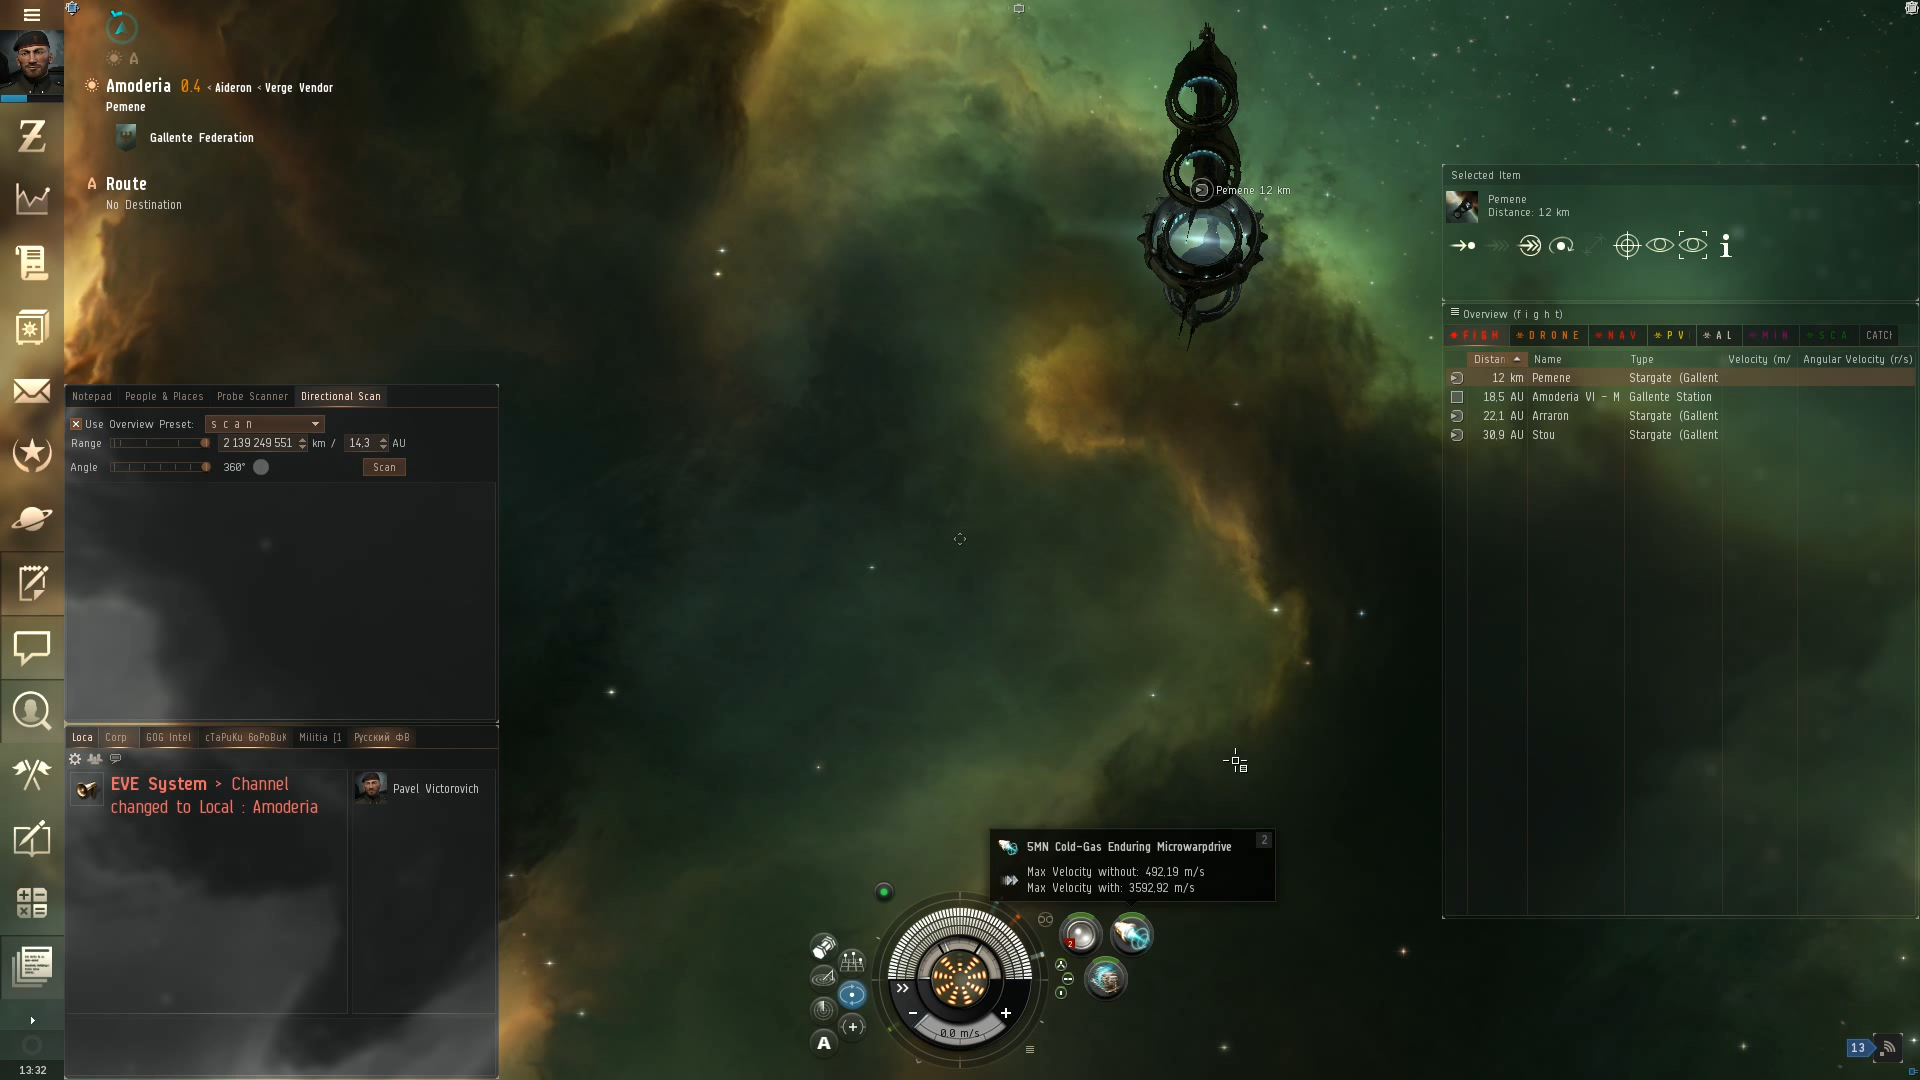 Amoderia 0.4 < Aideron < Verge Vendor
Pemene
Gallente Federation
Route
No Destination
Pemene 12 km
Selected Item
Pemene
Distance: 12 km
Overview (f i g h t)
F I G H D R O N E N A V P V A L M I N S C A CATCH
Distan Name Type Velocity (m/ Angular Velocity (r/s)
12 km Pemene Stargate (Gallent
18,5 AU Amoderia VI - M Gallente Station
22,1 AU Arraron Stargate (Gallent
30,9 AU Stou Stargate (Gallent
Notepad People & Places Probe Scanner Directional Scan
Use Overview Preset: s c a n
Range 2 139 249 551 km / 14,3 AU
Angle 360° Scan
Loca Corp GOG Intel сТаРuКu БоРоВuК Militia [1 Русский ФВ
EVE System > Channel
changed to Local : Amoderia
Pavel Victorovich
5MN Cold-Gas Enduring Microwarpdrive 2
Max Velocity without: 492,19 m/s
Max Velocity with: 3592,92 m/s
2
0.0 m/s
A
13
13:32